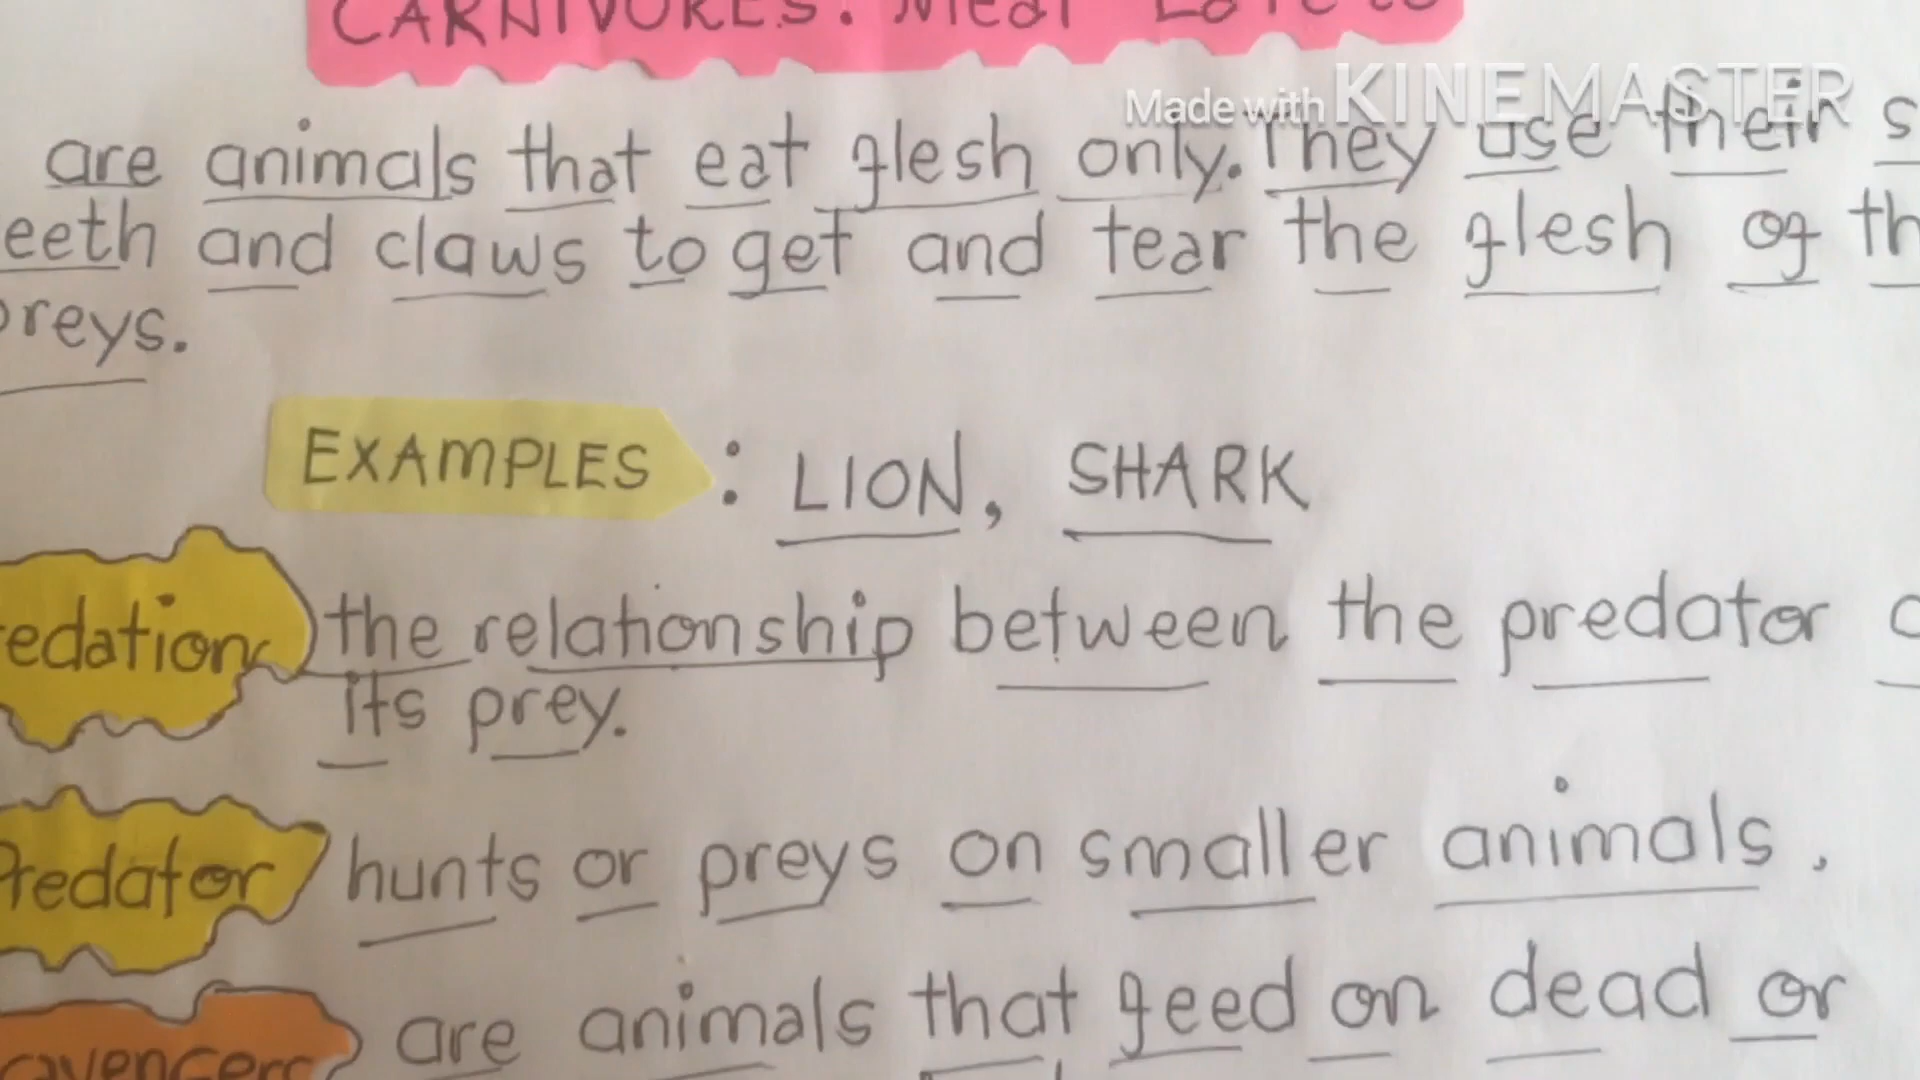 CARNIVORES: Meat
Made with KINEMASTER
are animals that eat flesh only. They use their s
eeth and claws to get and tear the flesh of th
reys.
EXAMPLES : LION, SHARK
edation the relationship between the predator
its prey.
Predator hunts or preys on smaller animals.
avengers are animals that feed on dead or